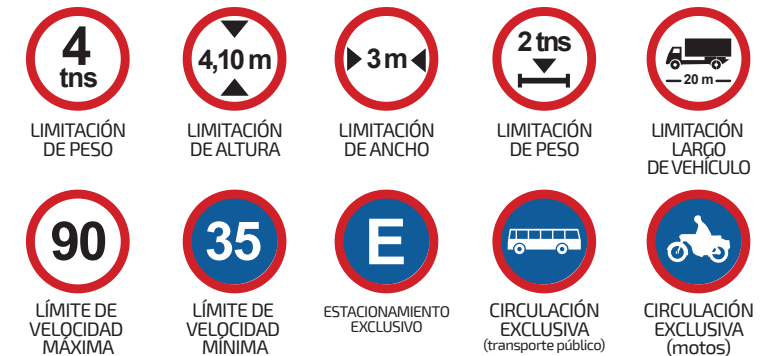 4
tns
LIMITACIÓN
DE PESO
4,10 m
LIMITACIÓN
DE ALTURA
3 m
LIMITACIÓN
DE ANCHO
2 tns
LIMITACIÓN
DE PESO
20 m
LIMITACIÓN
LARGO
DE VEHÍCULO
90
LÍMITE DE
VELOCIDAD
MÁXIMA
35
LÍMITE DE
VELOCIDAD
MÍNIMA
E
ESTACIONAMIENTO
EXCLUSIVO
CIRCULACIÓN
EXCLUSIVA
(transporte público)
CIRCULACIÓN
EXCLUSIVA
(motos)